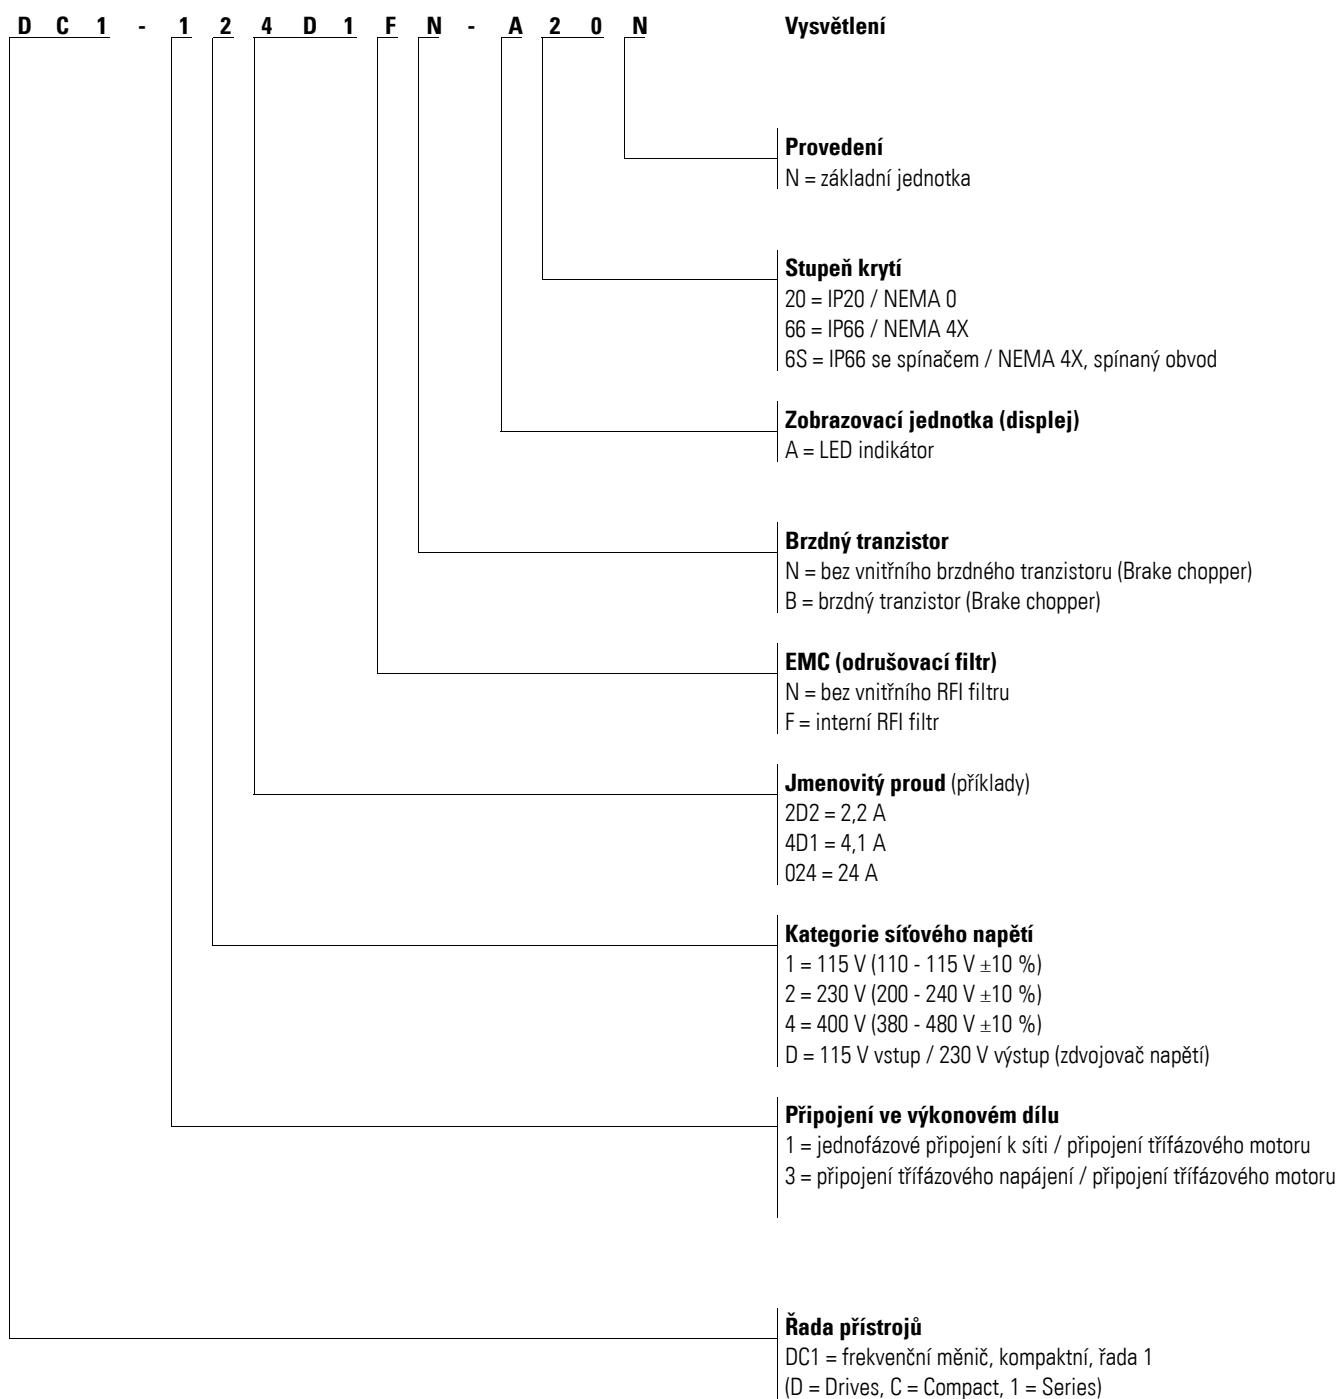 D C 1 - 1 2 4 D 1 F N - A 2 0 N Vysvětlení
Provedení
N = základní jednotka
Stupeň krytí
20 = IP20 / NEMA 0
66 = IP66 / NEMA 4X
6S = IP66 se spínačem / NEMA 4X, spínaný obvod
Zobrazovací jednotka (displej)
A = LED indikátor
Brzdný tranzistor
N = bez vnitřního brzdného tranzistoru (Brake chopper)
B = brzdný tranzistor (Brake chopper)
EMC (odrušovací filtr)
N = bez vnitřního RFI filtru
F = interní RFI filtr
Jmenovitý proud (příklady)
2D2 = 2,2 A
4D1 = 4,1 A
024 = 24 A
Kategorie síťového napětí
1 = 115 V (110 - 115 V ±10 %)
2 = 230 V (200 - 240 V ±10 %)
4 = 400 V (380 - 480 V ±10 %)
D = 115 V vstup / 230 V výstup (zdvojovač napětí)
Připojení ve výkonovém dílu
1 = jednofázové připojení k síti / připojení třífázového motoru
3 = připojení třífázového napájení / připojení třífázového motoru
Řada přístrojů
DC1 = frekvenční měnič, kompaktní, řada 1
(D = Drives, C = Compact, 1 = Series)